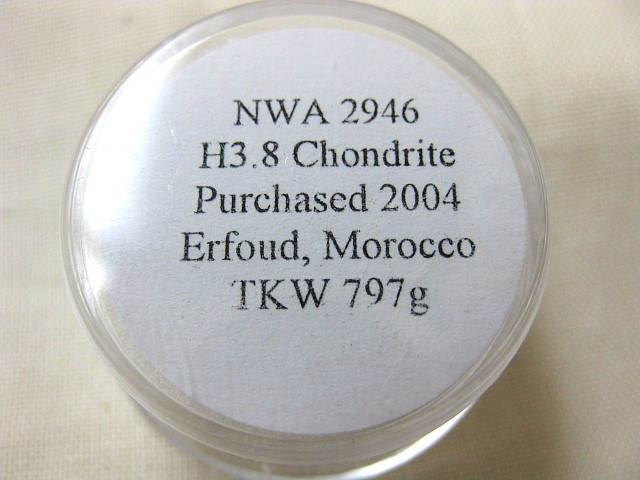 NWA 2946
H3.8 Chondrite
Purchased 2004
Erfoud, Morocco
TKW 797g